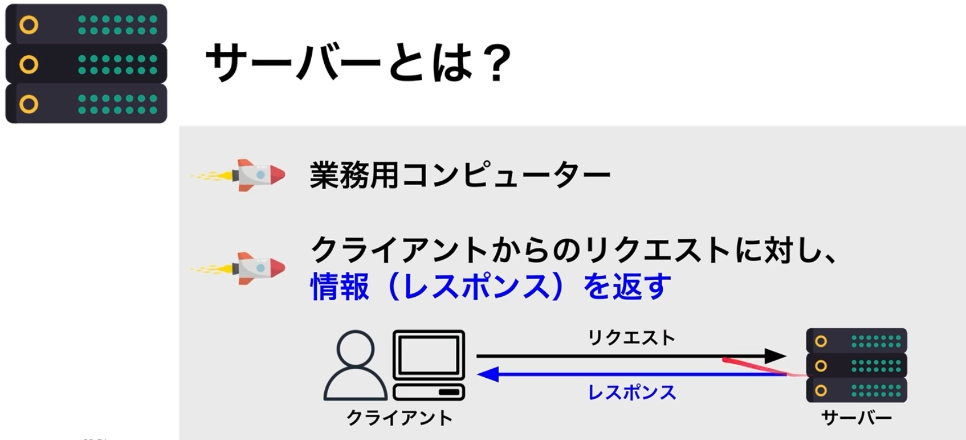 サーバーとは？
業務用コンピューター
クライアントからのリクエストに対し、
情報（レスポンス）を返す
リクエスト
レスポンス
クライアント
サーバー